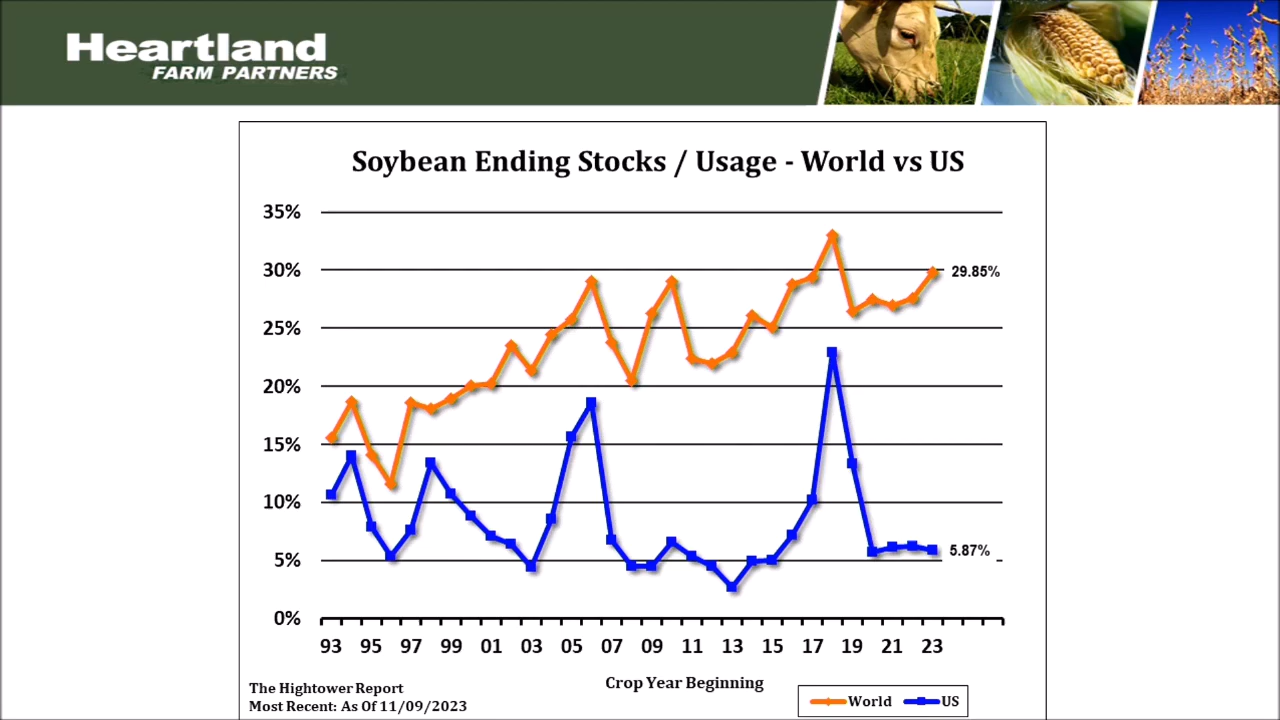 Heartland
FARM PARTNERS
Soybean Ending Stocks / Usage - World vs US
35%
30%
29.85%
25%
20%
15%
10%
5.87%
5%
0%
93 95 97 99 01 03 05 07 09 11 13 15 17 19 21 23
Crop Year Beginning
The Hightower Report
Most Recent: As Of 11/09/2023
World US